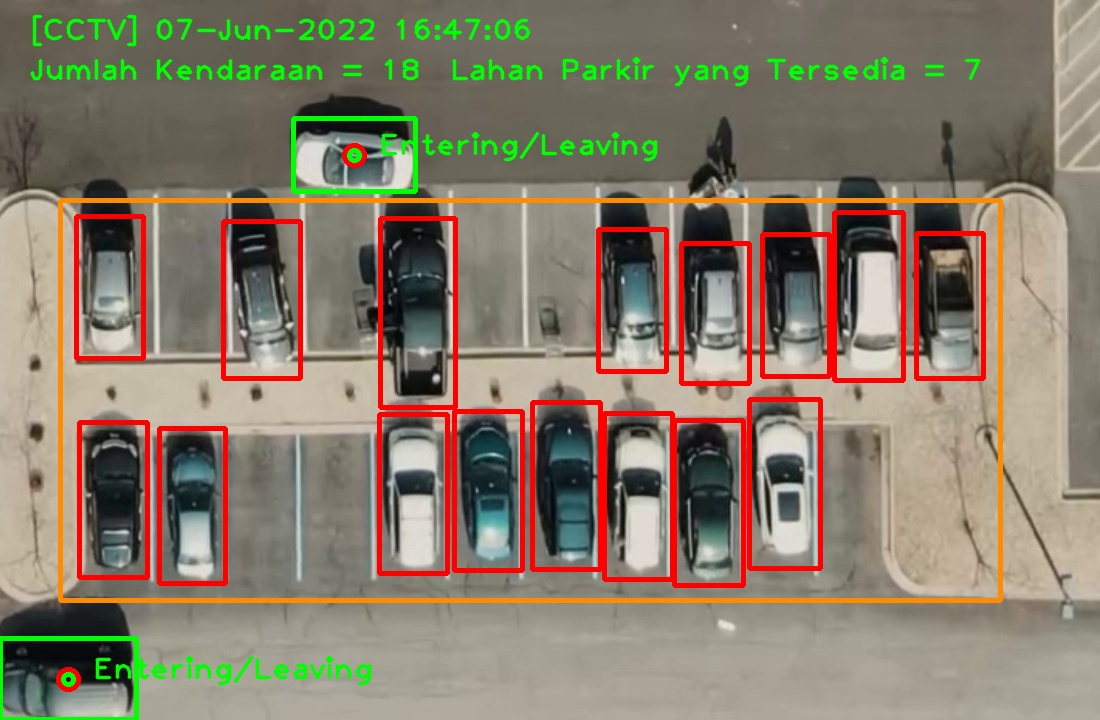 [CCTV] 07-Jun-2022 16:47:06
Jumlah Kendaraan = 18 Lahan Parkir yang Tersedia = 7
Entering/Leaving
Entering/Leaving